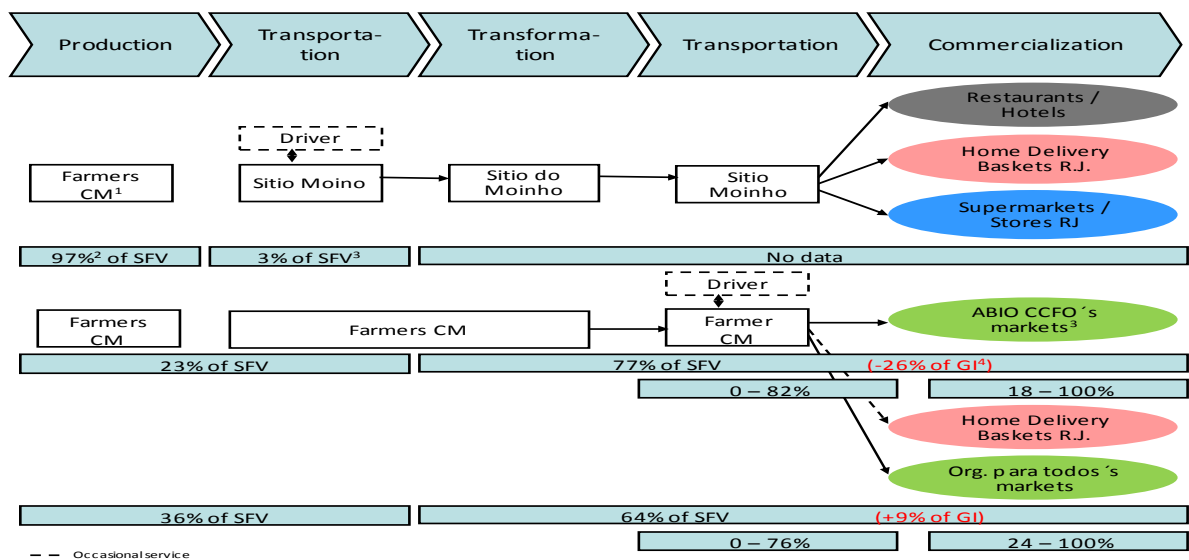 Production
Transporta-
tion
Transforma-
tion
Transportation
Commercialization
Restaurants /
Hotels
Driver
Home Delivery
Baskets R.J.
Farmers
CM¹
Sitio Moino
Sitio do
Moinho
Sitio
Moinho
Supermarkets /
Stores RJ
97%² of SFV
3% of SFV³
No data
Driver
Farmers
CM
Farmers CM
Farmer
CM
ABIO CCFO´s
markets³
23% of SFV
77% of SFV
(-26% of GI⁴)
0 – 82%
18 – 100%
Home Delivery
Baskets R.J.
Org. para todos ´s
markets
36% of SFV
64% of SFV
(+9% of GI)
0 – 76%
24 – 100%
Occasional service